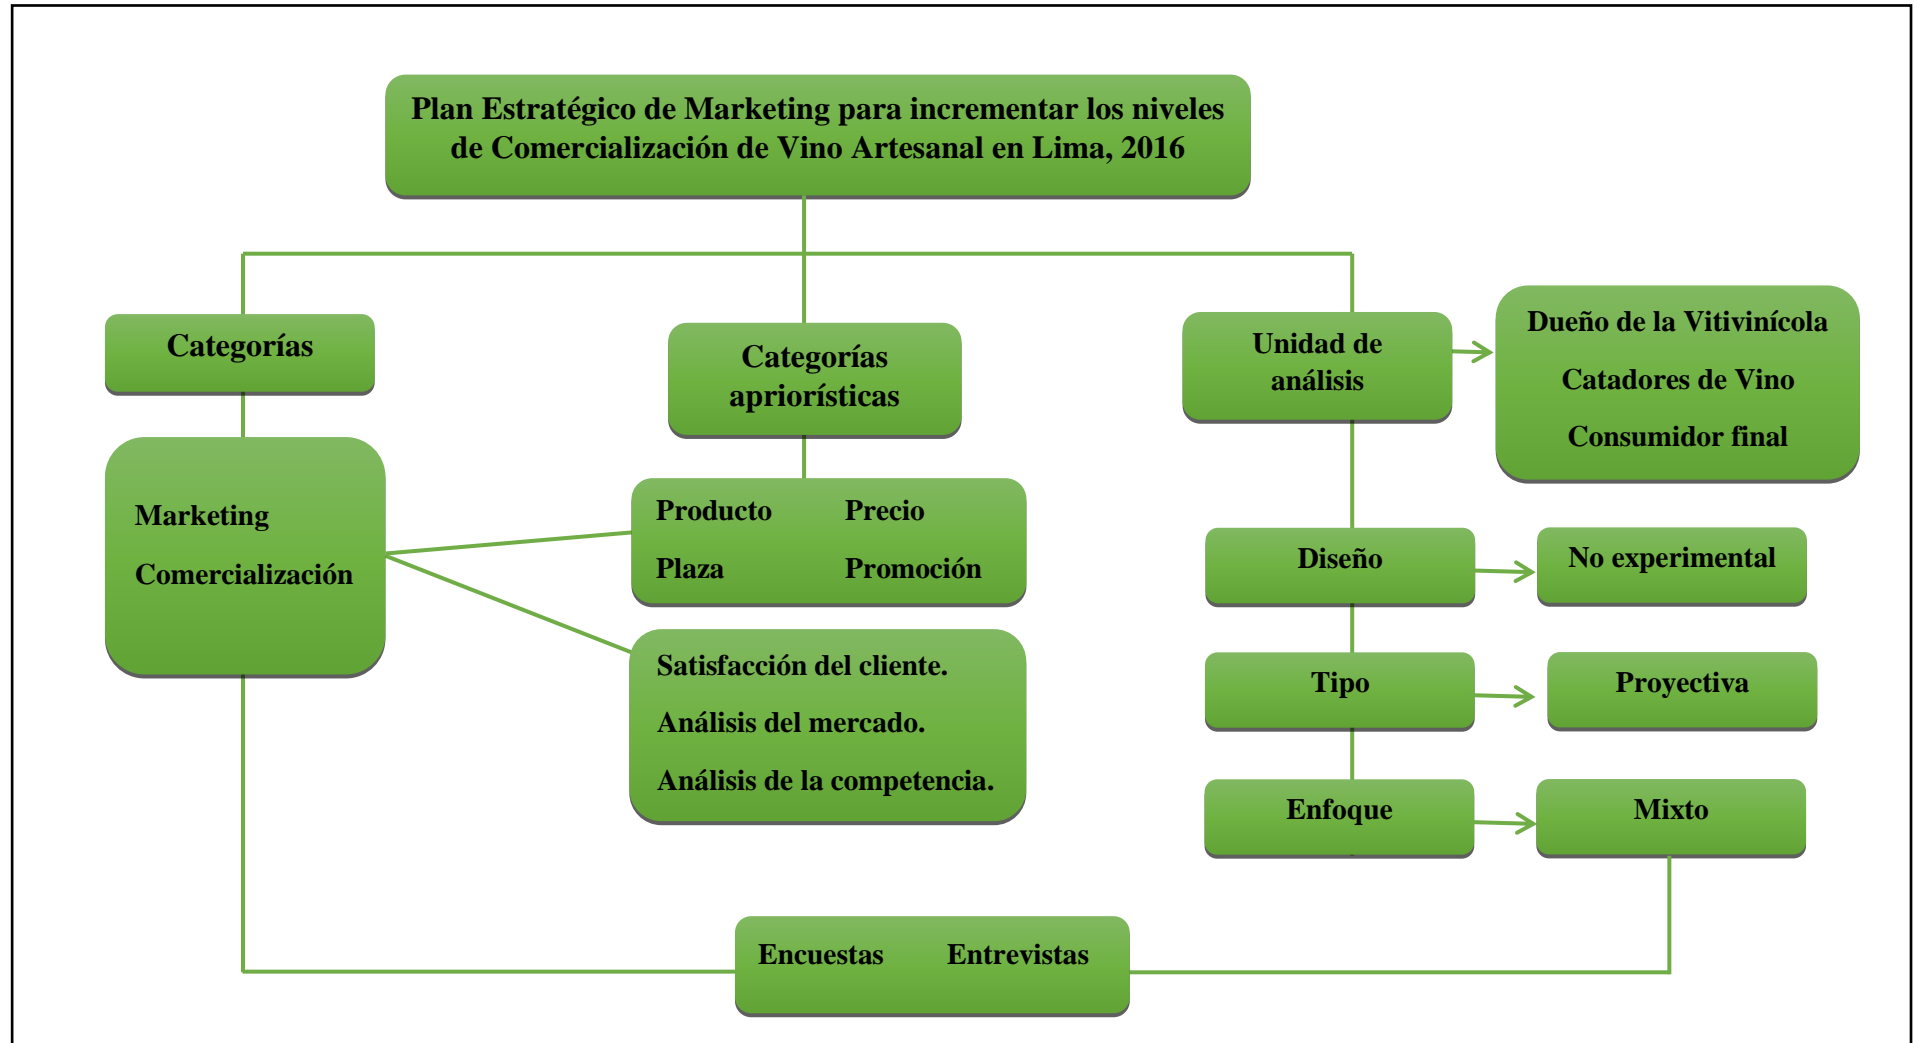 Plan Estratégico de Marketing para incrementar los niveles
de Comercialización de Vino Artesanal en Lima, 2016
Categorías
Categorías
apriorísticas
Unidad de
análisis
Dueño de la Vitivinícola
Catadores de Vino
Consumidor final
Marketing
Comercialización
Producto Precio
Plaza Promoción
Satisfacción del cliente.
Análisis del mercado.
Análisis de la competencia.
Diseño
No experimental
Tipo
Proyectiva
Enfoque
Mixto
Encuestas Entrevistas